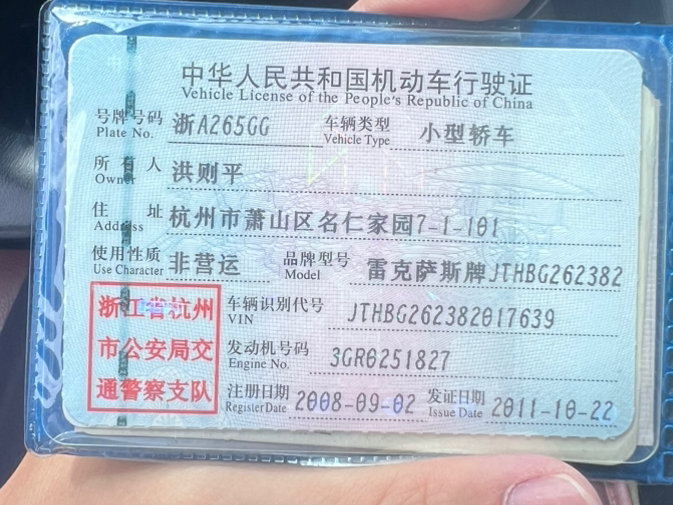 中华人民共和国机动车行驶证
Vehicle License of the People's Republic of China
号牌号码 浙A265GG 车辆类型 小型轿车
Plate No. Vehicle Type
所有人 洪则平
Owner
住址 杭州市萧山区名仁家园7-1-101
Address
使用性质 非营运 品牌型号 雷克萨斯牌JTHBG262382
Use Character Model
浙江省杭州
市公安局交
通警察支队
车辆识别代号 JTHBG262382017639
VIN
发动机号码 3GR0251827
Engine No.
注册日期 2008-09-02 发证日期 2011-10-22
Register Date Issue Date